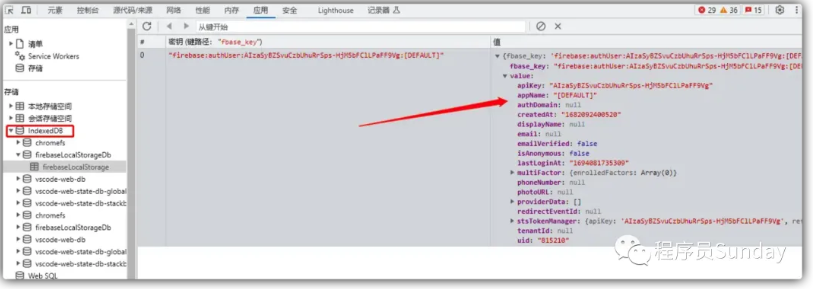 元素 控制台 来源 网络 性能 内存 应用 安全 Lighthouse 记录器 29 36 15
应用
清单
Service Workers
存储
存储
本地存储空间
会话存储空间
IndexedDB
chromefs
firebaseLocalStorageDb
firebaseLocalStorage
vscode-web-db
vscode-web-state-db-global
vscode-web-state-db-stackb
chromefs
firebaseLocalStorageDb
vscode-web-db
vscode-web-state-db-global
vscode-web-state-db-stackb
Web SQL
从键开始
# 密钥 (键路径："fbase_key") 值
0 "firebase:authUser:AIzaSyBZSvuCzbUhuRrSps-HjM5bFC1LPaFF9Vg:[DEFAULT]"
{fbase_key: 'firebase:authUser:AIzaSyBZSvuCzbUhuRrSps-HjM5bFC1LPaFF9Vg:[DE
fbase_key: "firebase:authUser:AIzaSyBZSvuCzbUhuRrSps-HjM5bFC1LPaFF9Vg:[DE
value:
apiKey: "AIzaSyBZSvuCzbUhuRrSps-HjM5bFC1LPaFF9Vg"
appName: "[DEFAULT]"
authDomain: null
createdAt: "1682092400520"
displayName: null
email: null
emailVerified: false
isAnonymous: false
lastLoginAt: "1694081735309"
multiFactor: {enrolledFactors: Array(0)}
phoneNumber: null
photoURL: null
providerData: []
redirectEventId: null
stsTokenManager: {apiKey: 'AIzaSyBZSvuCzbUhuRrSps-HjM5bFC1LPaFF9Vg', re
tenantId: null
uid: "815210"
程序员Sunday